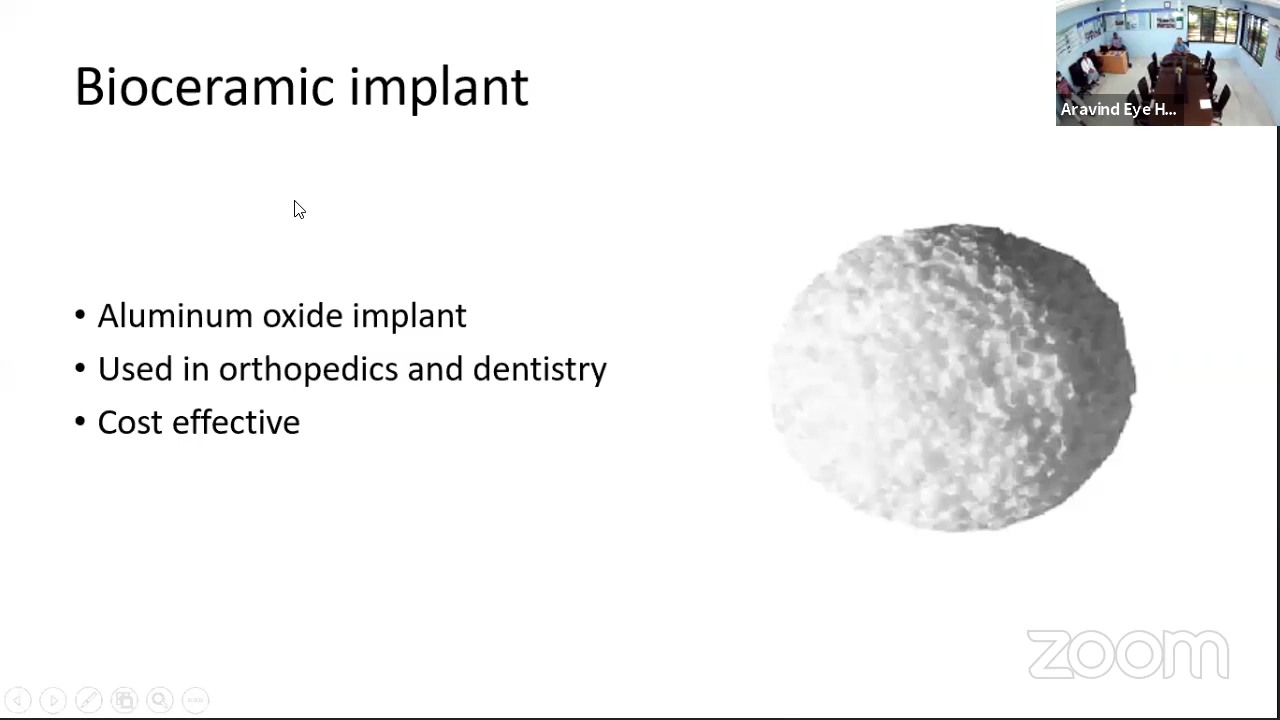 Bioceramic implant
Aravind Eye H...
• Aluminum oxide implant
• Used in orthopedics and dentistry
• Cost effective
zoom